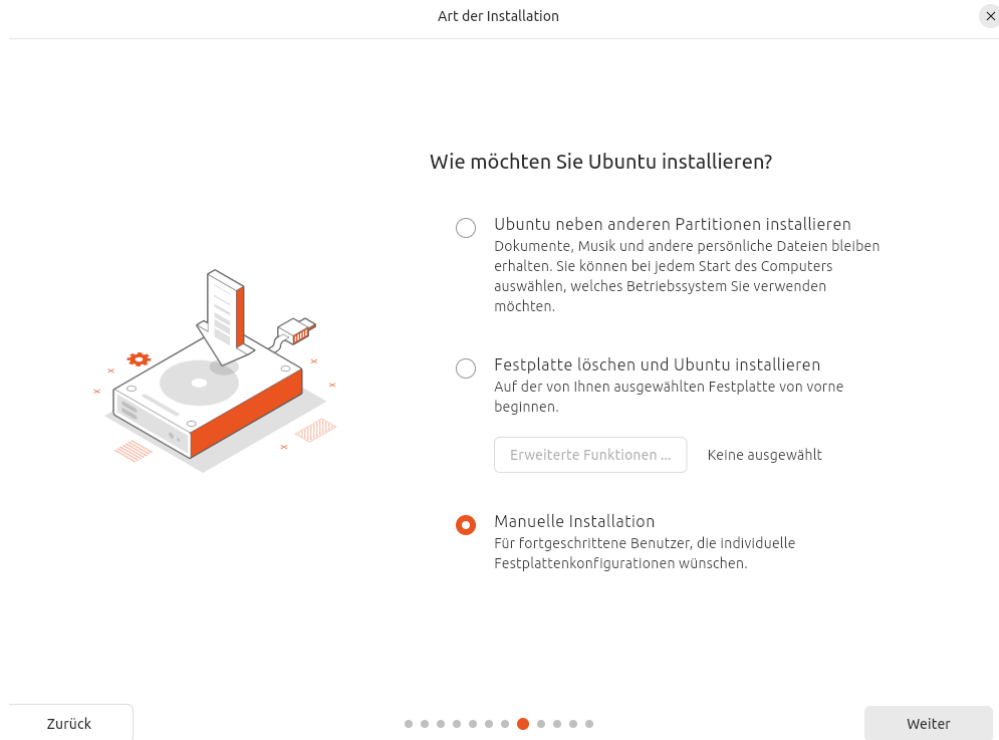 Art der Installation
Wie möchten Sie Ubuntu installieren?
Ubuntu neben anderen Partitionen installieren
Dokumente, Musik und andere persönliche Dateien bleiben
erhalten. Sie können bei jedem Start des Computers
auswählen, welches Betriebssystem Sie verwenden
möchten.
Festplatte löschen und Ubuntu installieren
Auf der von Ihnen ausgewählten Festplatte von vorne
beginnen.
Erweiterte Funktionen ...
Keine ausgewählt
Manuelle Installation
Für fortgeschrittene Benutzer, die individuelle
Festplattenkonfigurationen wünschen.
Zurück
Weiter